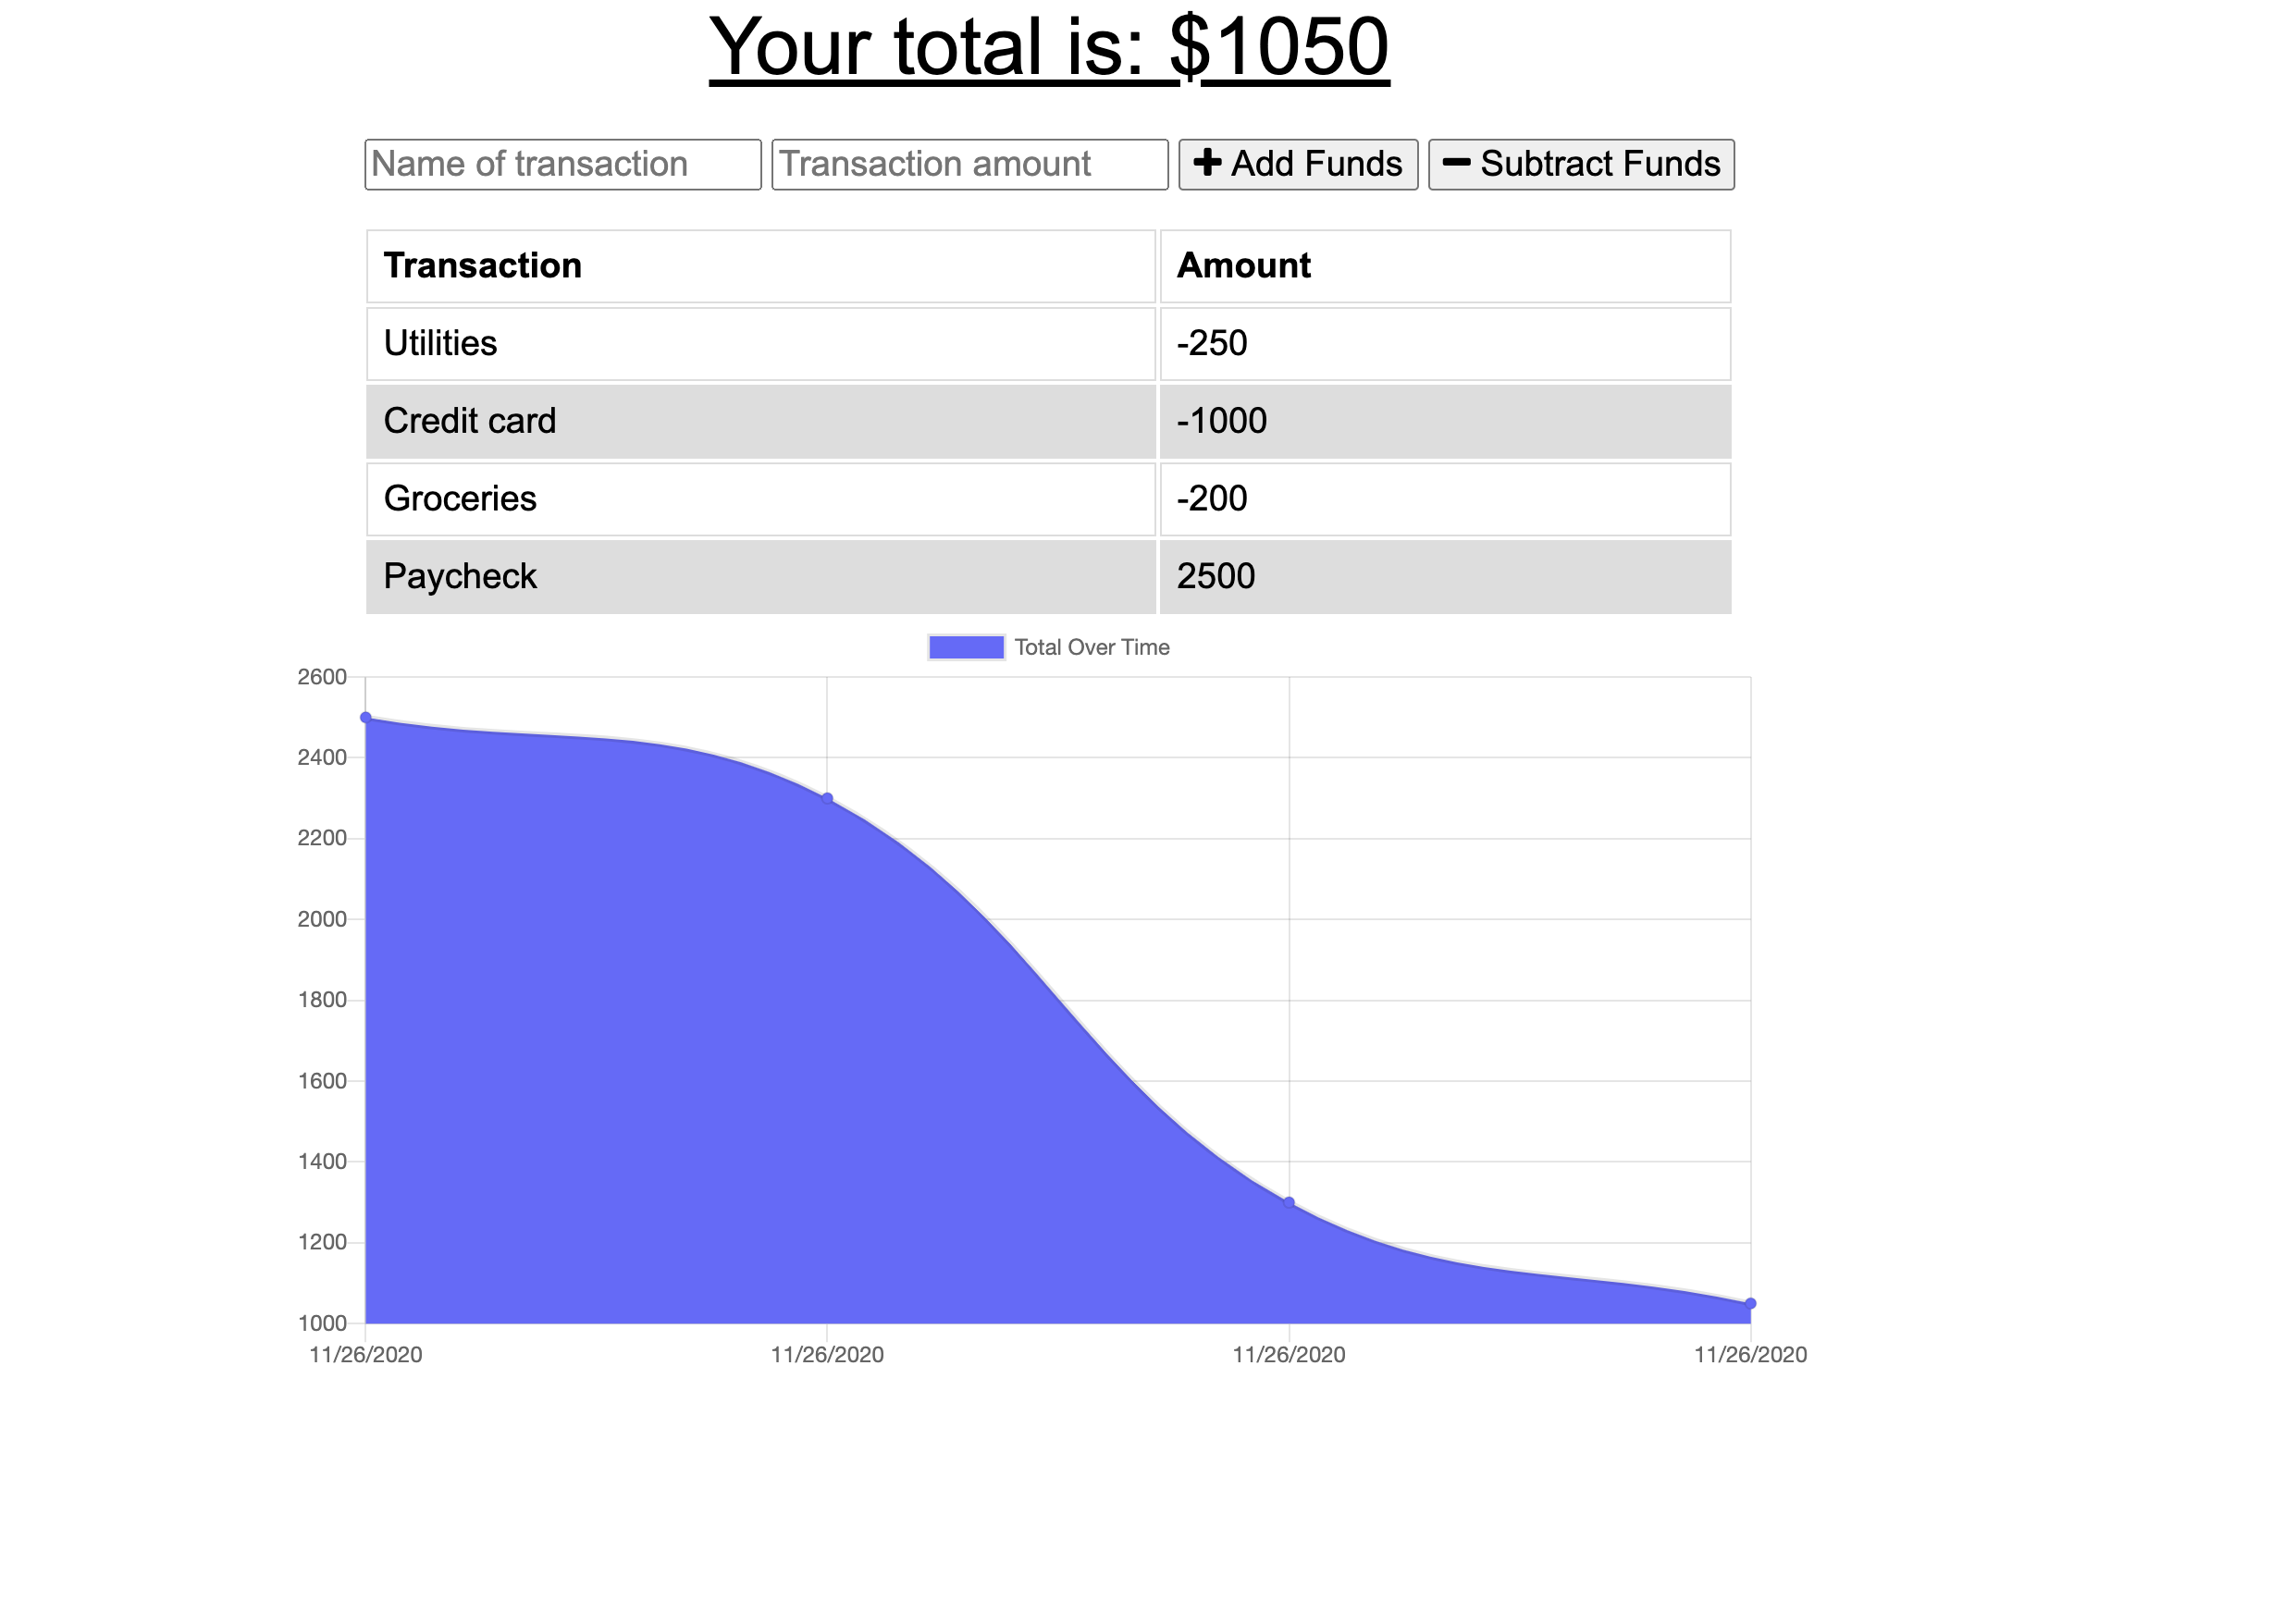 Your total is: $1050
Name of transaction Transaction amount Add Funds Subtract Funds
Transaction Amount
Utilities -250
Credit card -1000
Groceries -200
Paycheck 2500
Total Over Time
2600
2400
2200
2000
1800
1600
1400
1200
1000
11/26/2020 11/26/2020 11/26/2020 11/26/2020